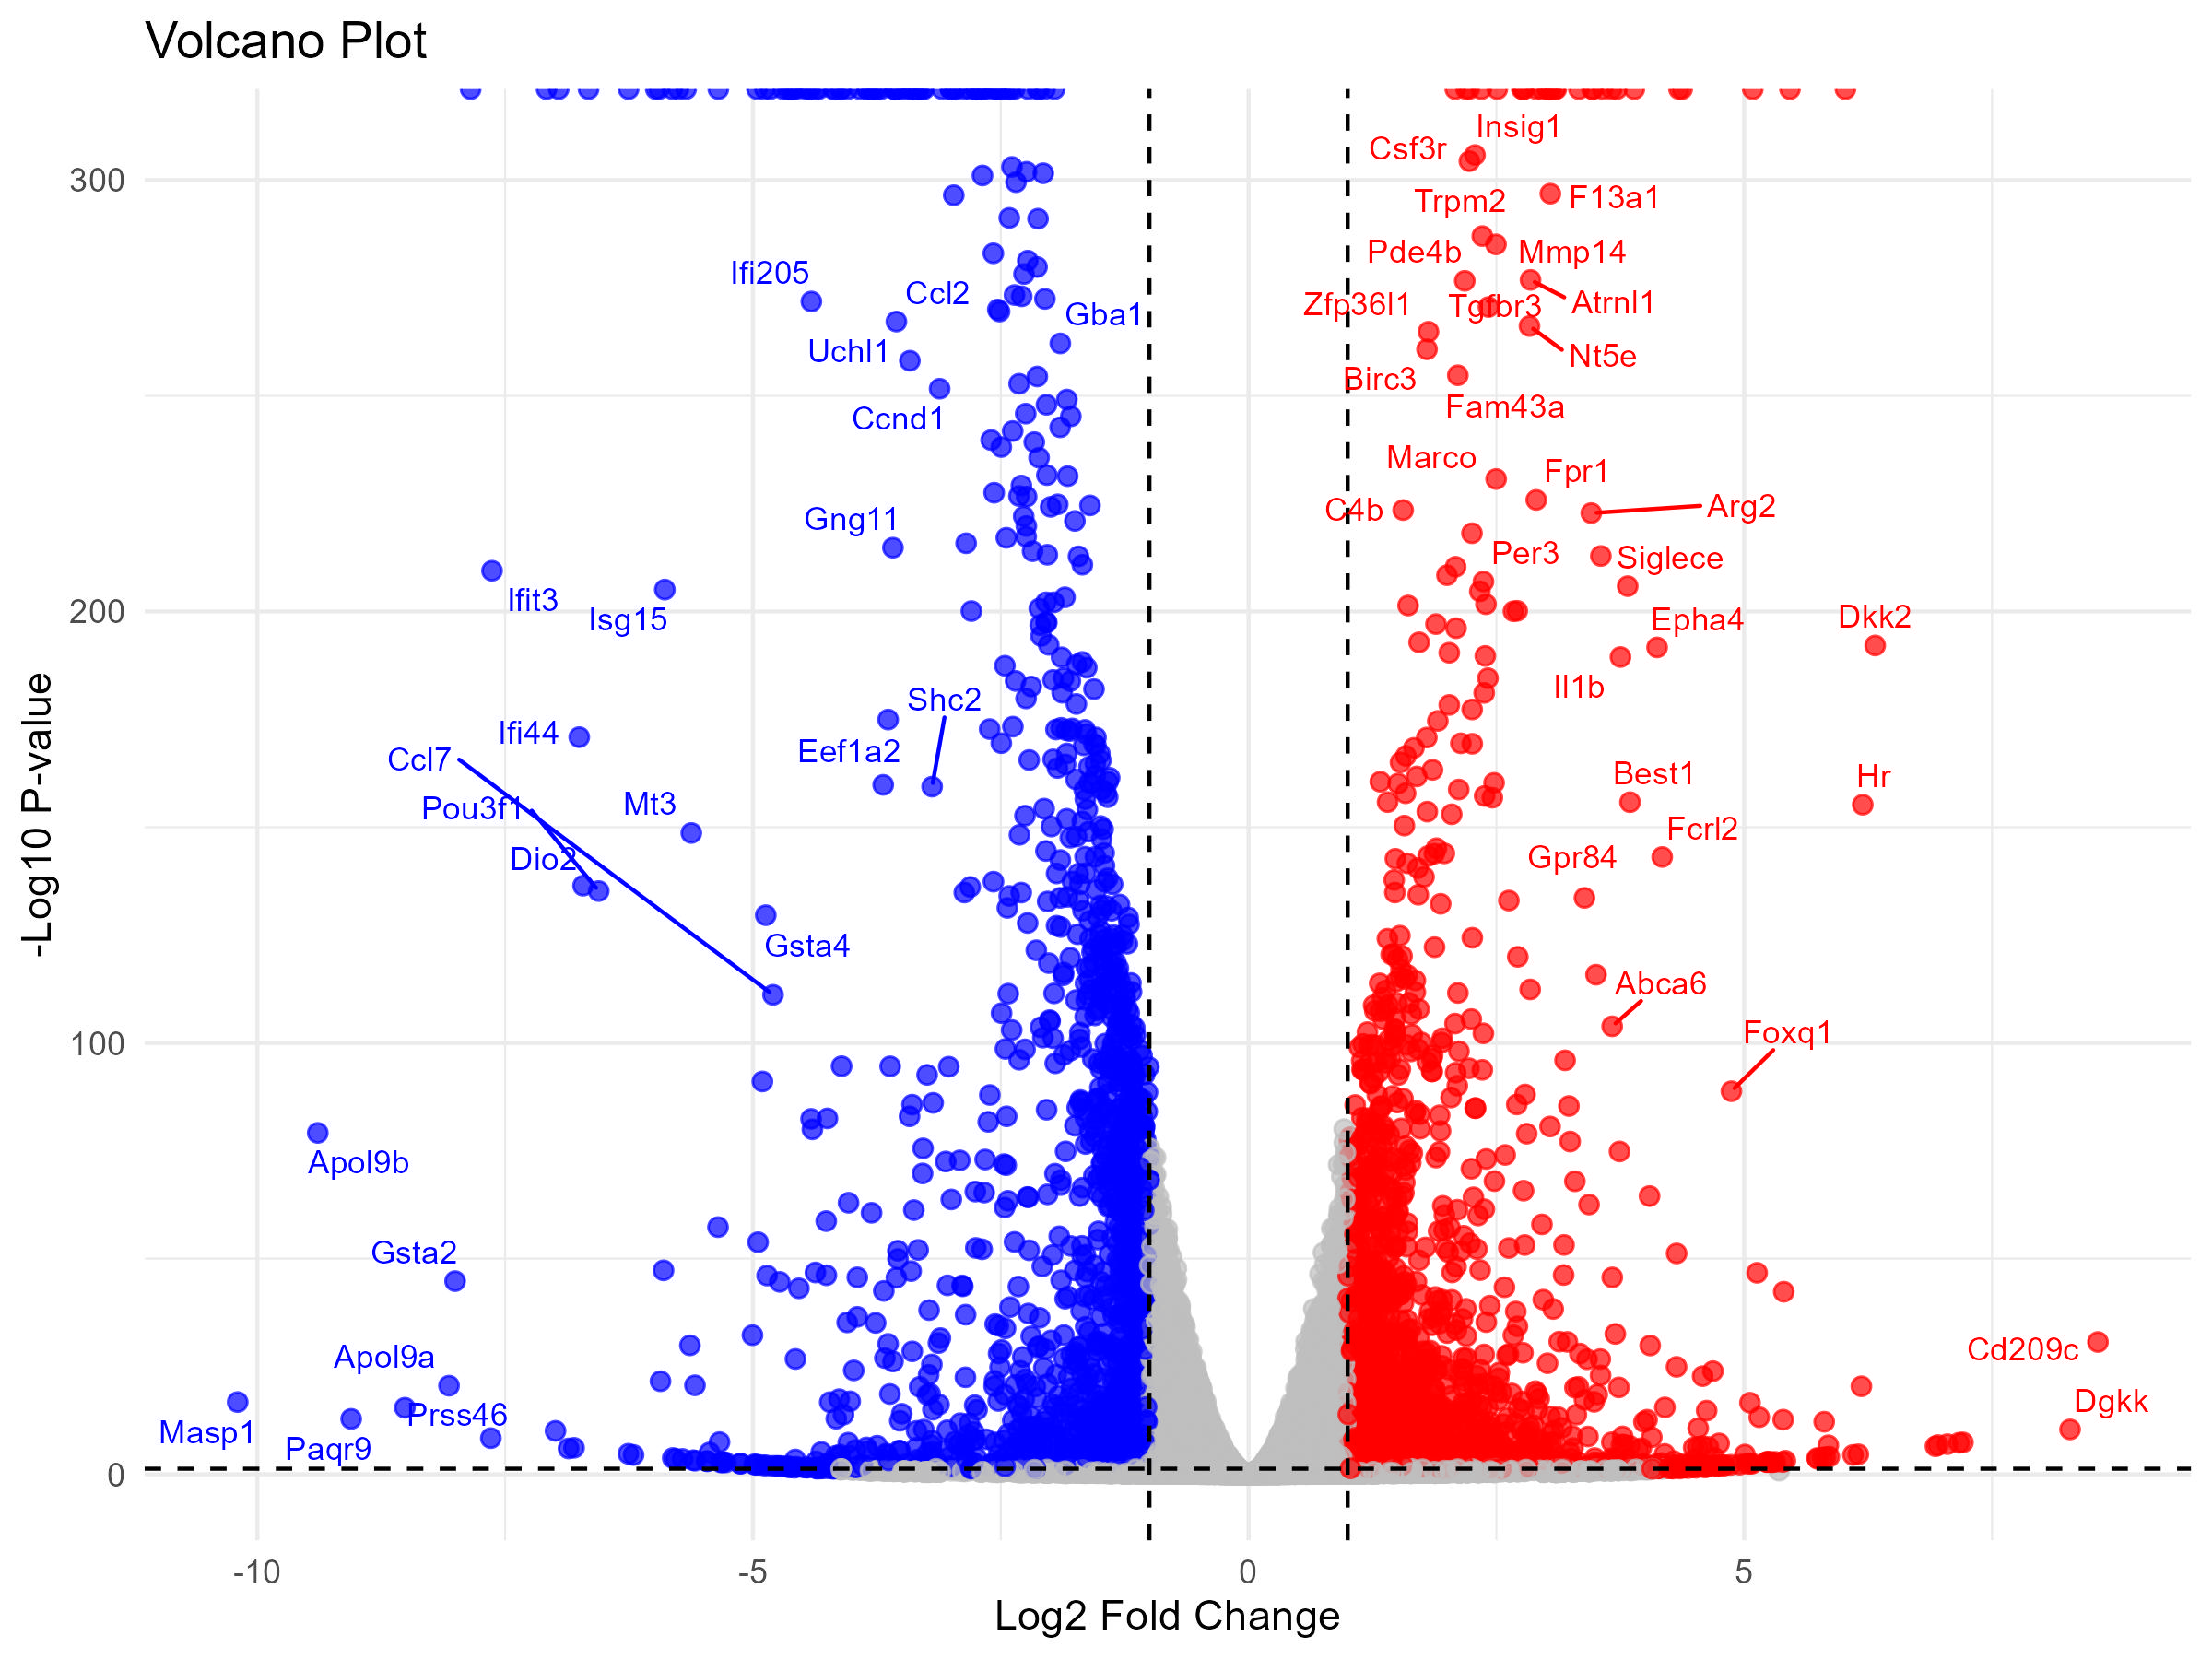 Volcano Plot
Insig1
Csf3r
Trpm2
F13a1
Pde4b
Mmp14
Ifi205
Ccl2
Gba1
Zfp36l1
Tgfbr3
Atrnl1
Uchl1
Nt5e
Birc3
Ccnd1
Fam43a
Marco
Fpr1
Gng11
C4b
Arg2
Per3
Siglece
Ifit3
Isg15
Epha4
Dkk2
Shc2
Il1b
Ifi44
Ccl7
Eef1a2
Best1
Hr
Pou3f1
Mt3
Fcrl2
Dio2
Gpr84
Gsta4
Abca6
Foxq1
Apol9b
Gsta2
Apol9a
Cd209c
Prss46
Dgkk
Masp1
Paqr9
300
200
100
0
-Log10 P-value
-10
-5
0
5
Log2 Fold Change